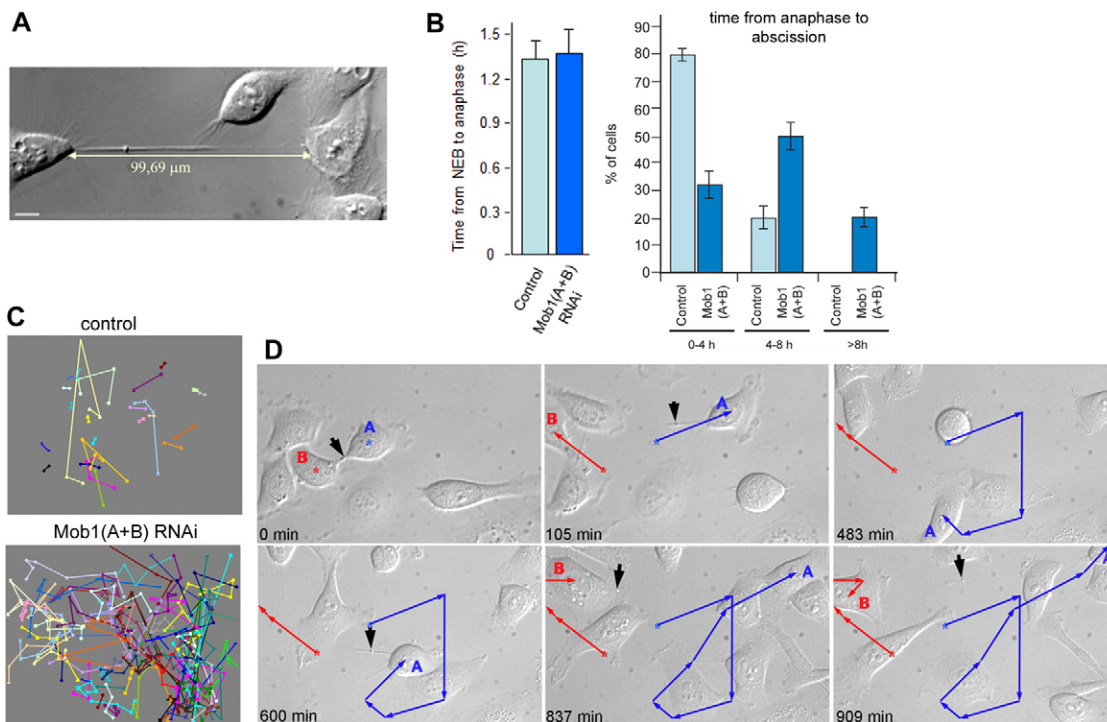 A
99,69 µm
B
Time from NEB to anaphase (h)
1.5
1.2
0.9
0.6
0.3
0
Control
Mob1(A+B)
RNAi
time from anaphase to
abscission
% of cells
90
80
70
60
50
40
30
20
10
0
Control
Mob1
(A+B)
Control
Mob1
(A+B)
Control
Mob1
(A+B)
0-4 h
4-8 h
>8h
C
control
Mob1(A+B) RNAi
D
A
*
B
*
0 min
B
A
*
*
105 min
*
*
A
483 min
*
*
A
600 min
B
A
*
*
837 min
A
B
*
*
909 min